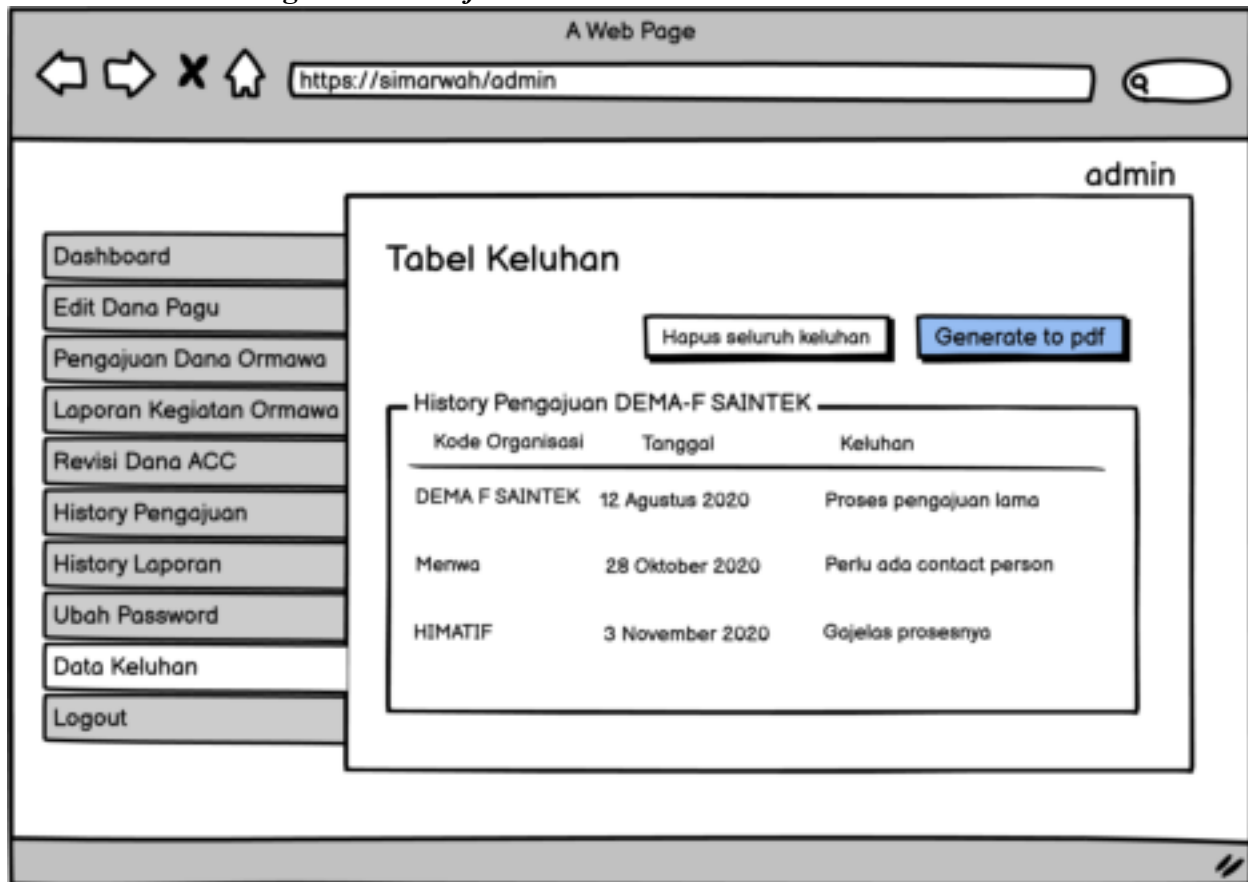 A Web Page
https://simarwah/admin
admin
Dashboard
Edit Dana Pagu
Pengajuan Dana Ormawa
Laporan Kegiatan Ormawa
Revisi Dana ACC
History Pengajuan
History Laporan
Ubah Password
Data Keluhan
Logout
Tabel Keluhan
Hapus seluruh keluhan
Generate to pdf
History Pengajuan DEMA-F SAINTEK
Kode Organisasi Tanggal Keluhan
DEMA F SAINTEK 12 Agustus 2020 Proses pengajuan lama
Menwa 28 Oktober 2020 Perlu ada contact person
HIMATIF 3 November 2020 Gajelas prosesnya